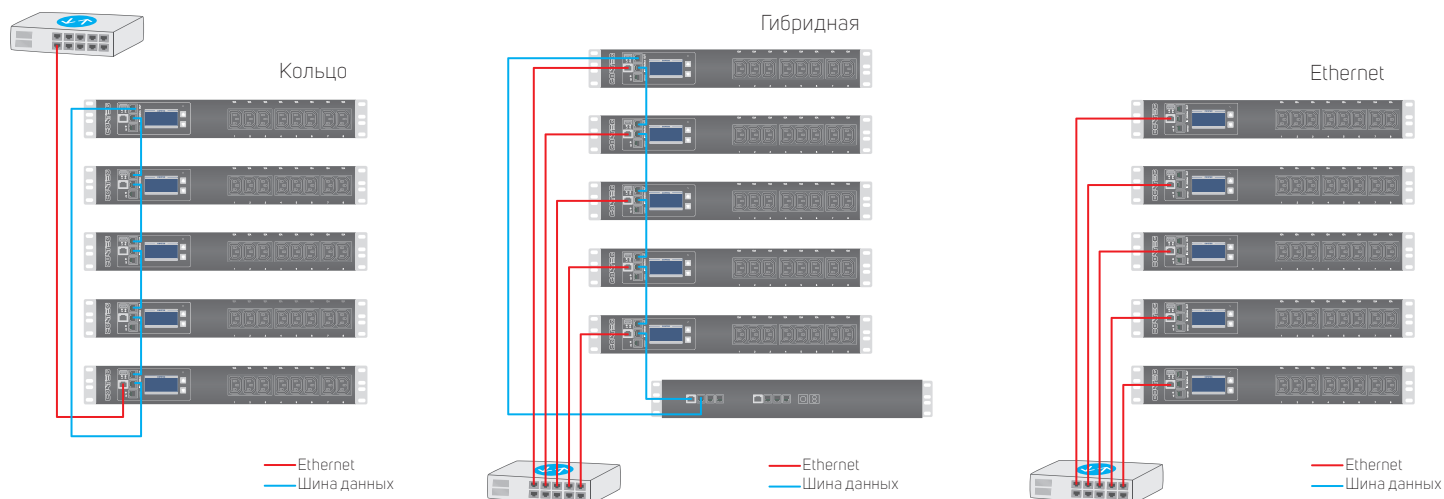 Гибридная
Кольцо
Ethernet
Ethernet
Шина данных
Ethernet
Шина данных
Ethernet
Шина данных